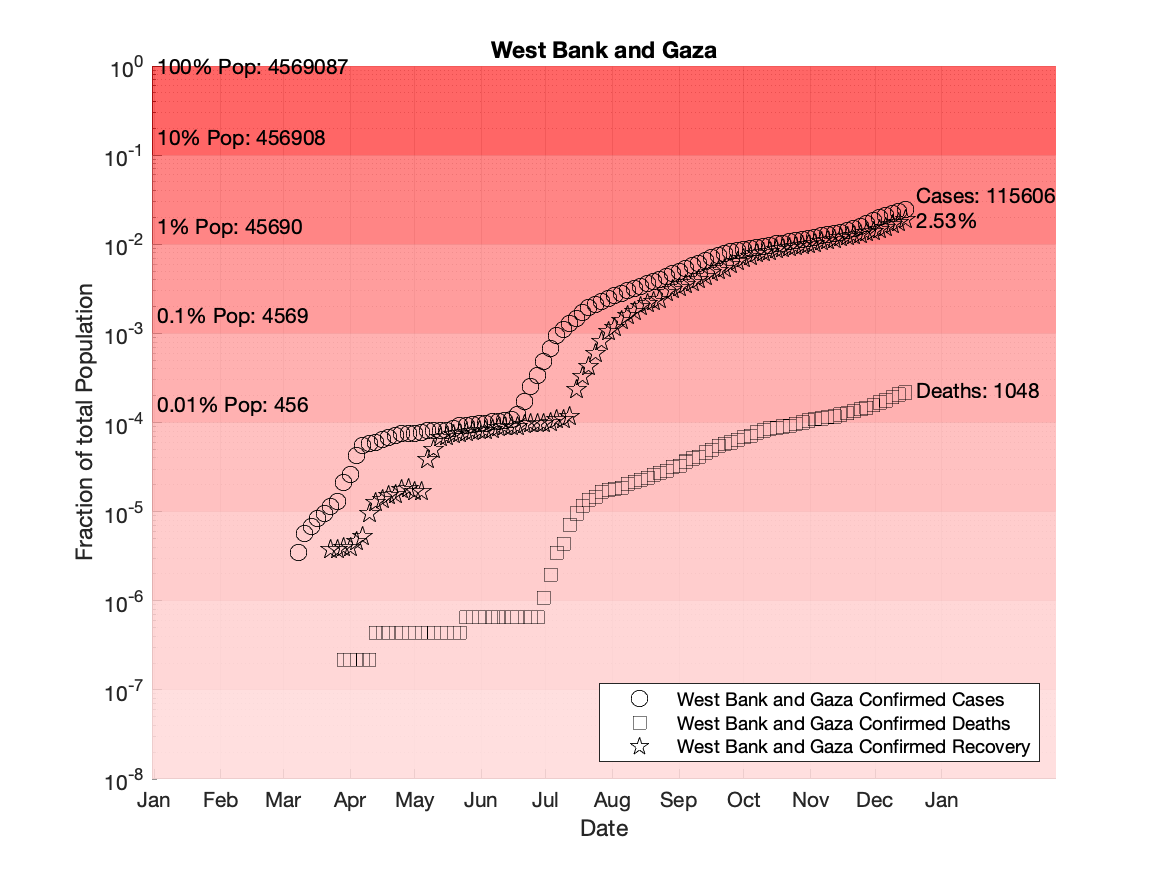 West Bank and Gaza
10^0
100% Pop: 4569087
10% Pop: 456908
10^-1
Cases: 115606
2.53%
1% Pop: 45690
10^-2
0.1% Pop: 4569
10^-3
Deaths: 1048
0.01% Pop: 456
10^-4
10^-5
10^-6
10^-7
10^-8
Fraction of total Population
West Bank and Gaza Confirmed Cases
West Bank and Gaza Confirmed Deaths
West Bank and Gaza Confirmed Recovery
Jan Feb Mar Apr May Jun Jul Aug Sep Oct Nov Dec Jan
Date